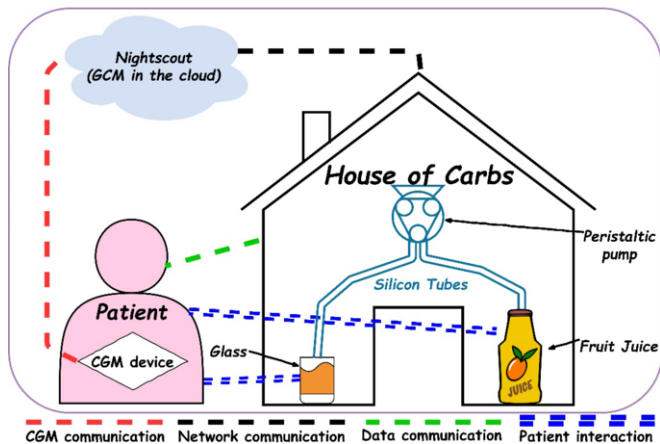 Nightscout
(GCM in the cloud)
House of Carbs
Peristaltic
pump
Silicon Tubes
Patient
CGM device
Glass
Fruit Juice
JUICE
CGM communication
Network communication
Data communication
Patient interaction